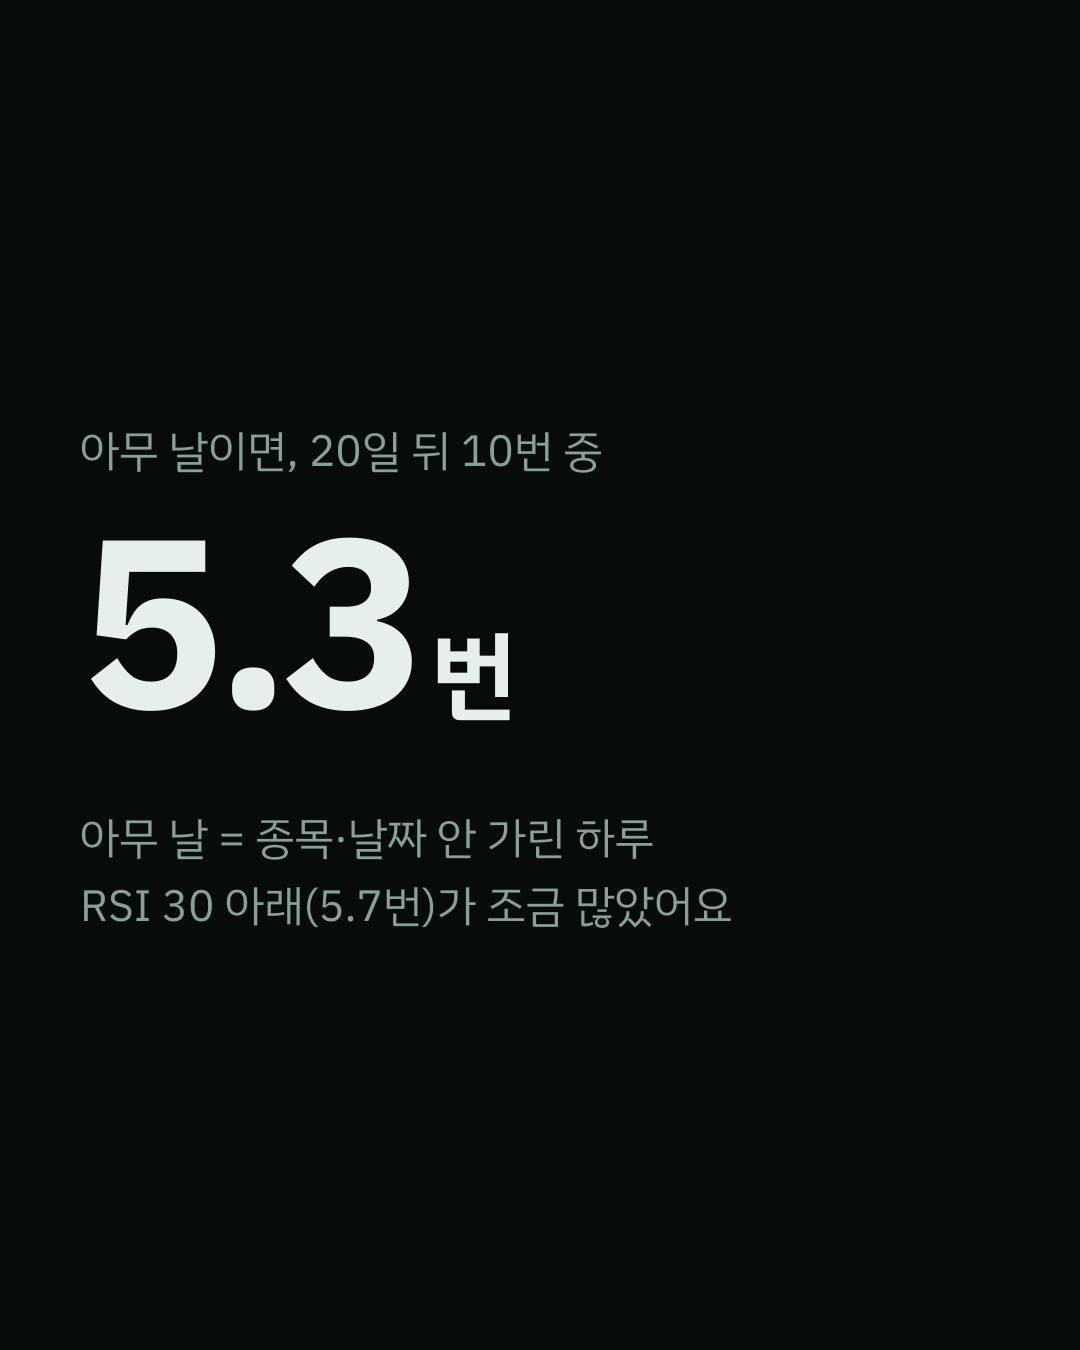 아무 날이면, 20일 뒤 10번 중
5.3번
아무 날 = 종목·날짜 안 가린 하루
RSI 30 아래(5.7번)가 조금 많았어요